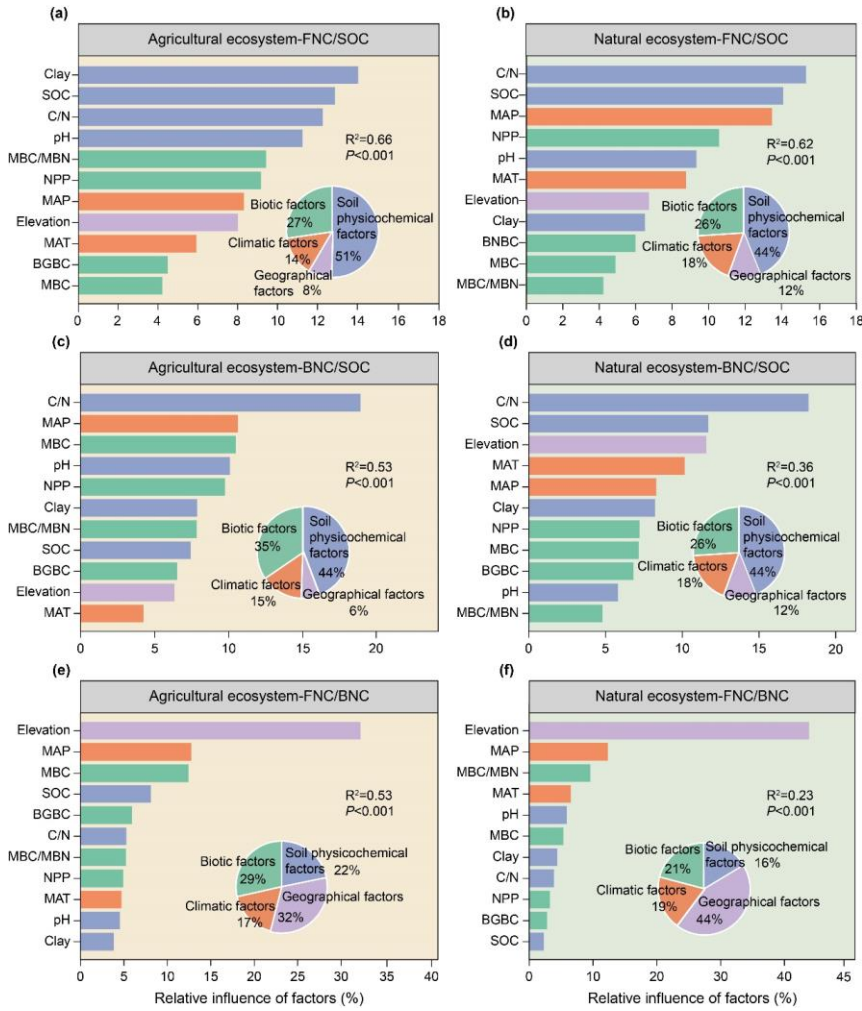 (a)
Agricultural ecosystem-FNC/SOC
Clay
SOC
C/N
pH
MBC/MBN
NPP
MAP
Elevation
MAT
BGBC
MBC
R²=0.66
P<0.001
Biotic factors
27%
Soil
physicochemical
factors
51%
Climatic factors
14%
Geographical
factors
8%
0 2 4 6 8 10 12 14 16 18
(b)
Natural ecosystem-FNC/SOC
C/N
SOC
MAP
NPP
pH
MAT
Elevation
Clay
BNBC
MBC
MBC/MBN
R²=0.62
P<0.001
Biotic factors
26%
Soil
physicochemical
factors
44%
Climatic factors
18%
Geographical factors
12%
0 2 4 6 8 10 12 14 16 18
(c)
Agricultural ecosystem-BNC/SOC
C/N
MAP
MBC
pH
NPP
Clay
MBC/MBN
SOC
BGBC
Elevation
MAT
R²=0.53
P<0.001
Biotic factors
35%
Soil
physicochemical
factors
44%
Climatic factors
15%
Geographical factors
6%
0 5 10 15 20
(d)
Natural ecosystem-BNC/SOC
C/N
SOC
Elevation
MAT
MAP
Clay
NPP
MBC
BGBC
pH
MBC/MBN
R²=0.36
P<0.001
Biotic factors
26%
Soil
physicochemical
factors
44%
Climatic factors
18%
Geographical factors
12%
0 5 10 15 20
(e)
Agricultural ecosystem-FNC/BNC
Elevation
MAP
MBC
SOC
BGBC
C/N
MBC/MBN
NPP
MAT
pH
Clay
R²=0.53
P<0.001
Biotic factors
29%
Soil physicochemical
factors
22%
Climatic factors
17%
Geographical factors
32%
0 5 10 22 25 30 35 40
Relative influence of factors (%)
(f)
Natural ecosystem-FNC/BNC
Elevation
MAP
MBC/MBN
MAT
pH
MBC
Clay
C/N
NPP
BGBC
SOC
R²=0.23
P<0.001
Biotic factors
21%
Soil physicochemical
factors
16%
Climatic factors
19%
Geographical factors
44%
0 10 20 30 40 45
Relative influence of factors (%)